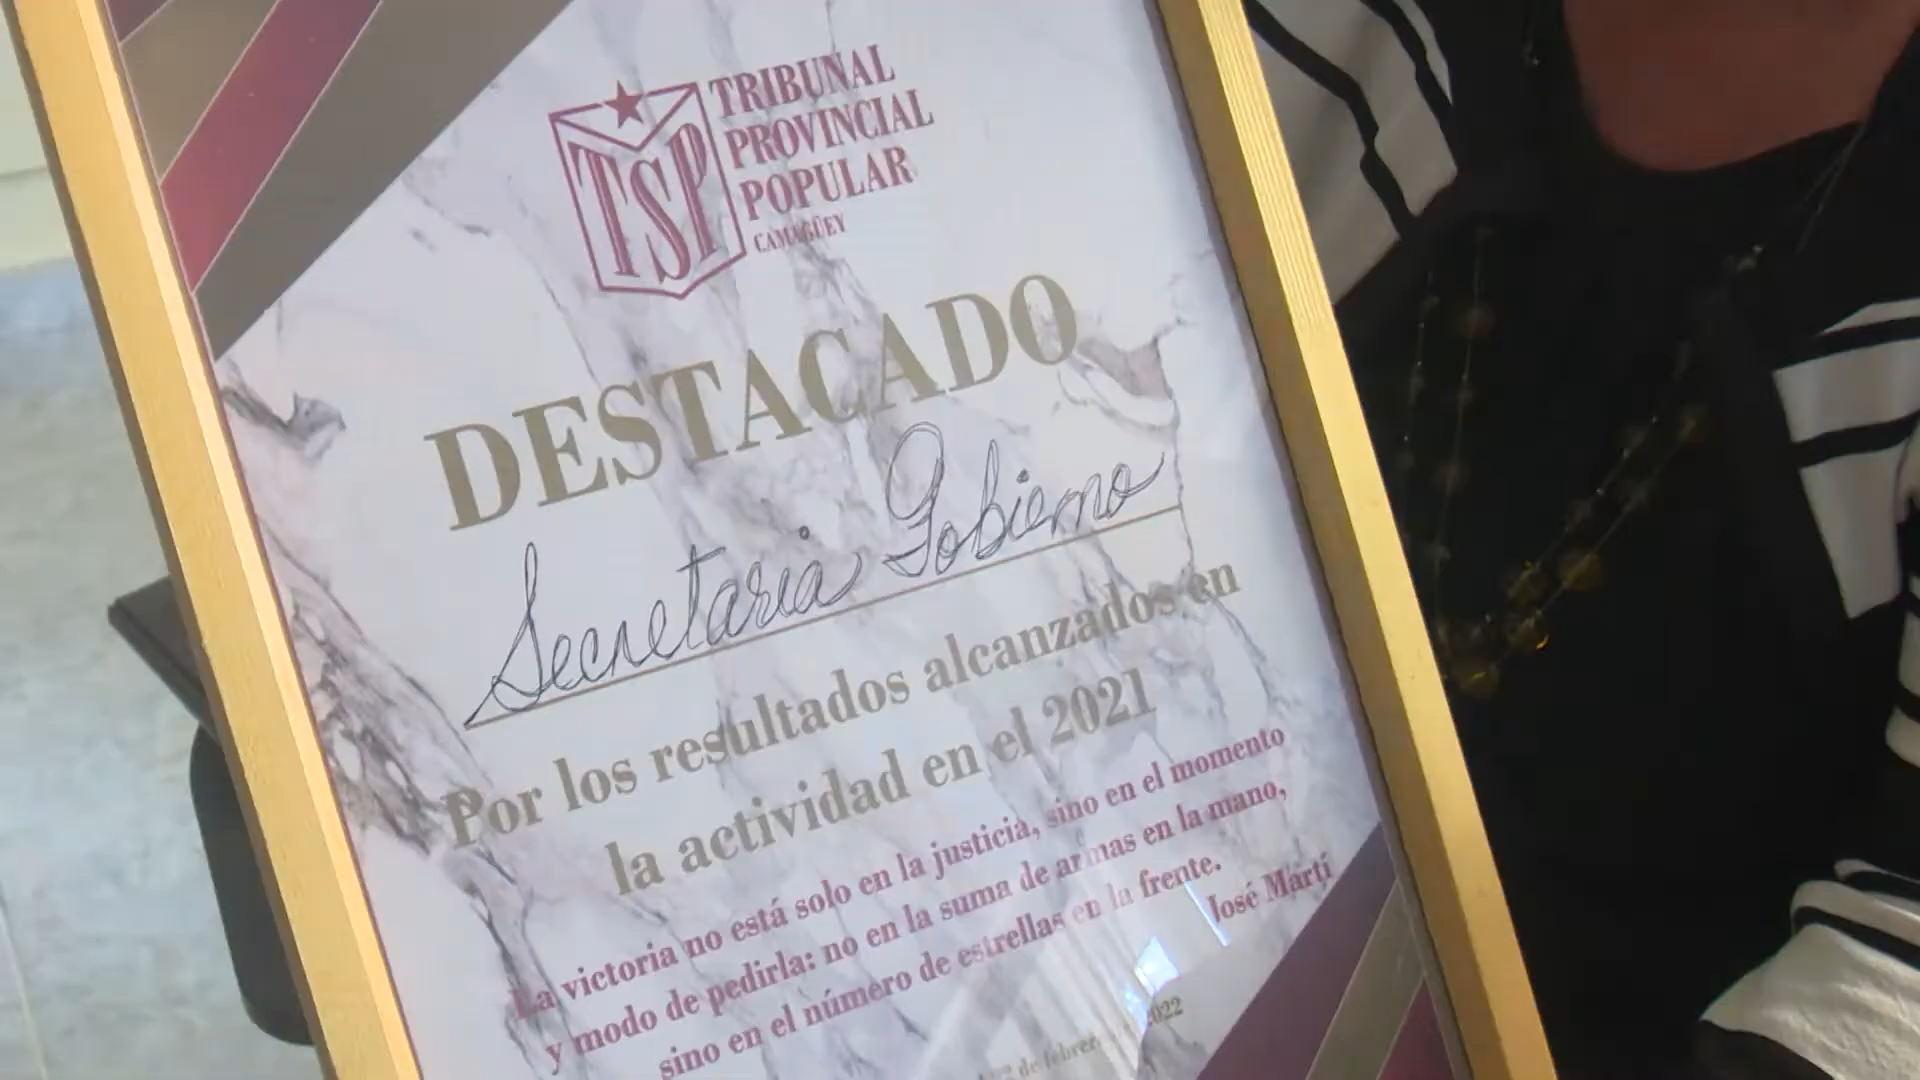 TSP
TRIBUNAL
PROVINCIAL
POPULAR
CAMAGÜEY
DESTACADO
Secretaria Gobierno
Por los resultados alcanzados en
la actividad en el 2021
La victoria no está solo en la justicia, sino en el momento
y modo de pedirla: no en la suma de armas en la mano,
sino en el número de estrellas en la frente.
José Martí
de febrero 2022